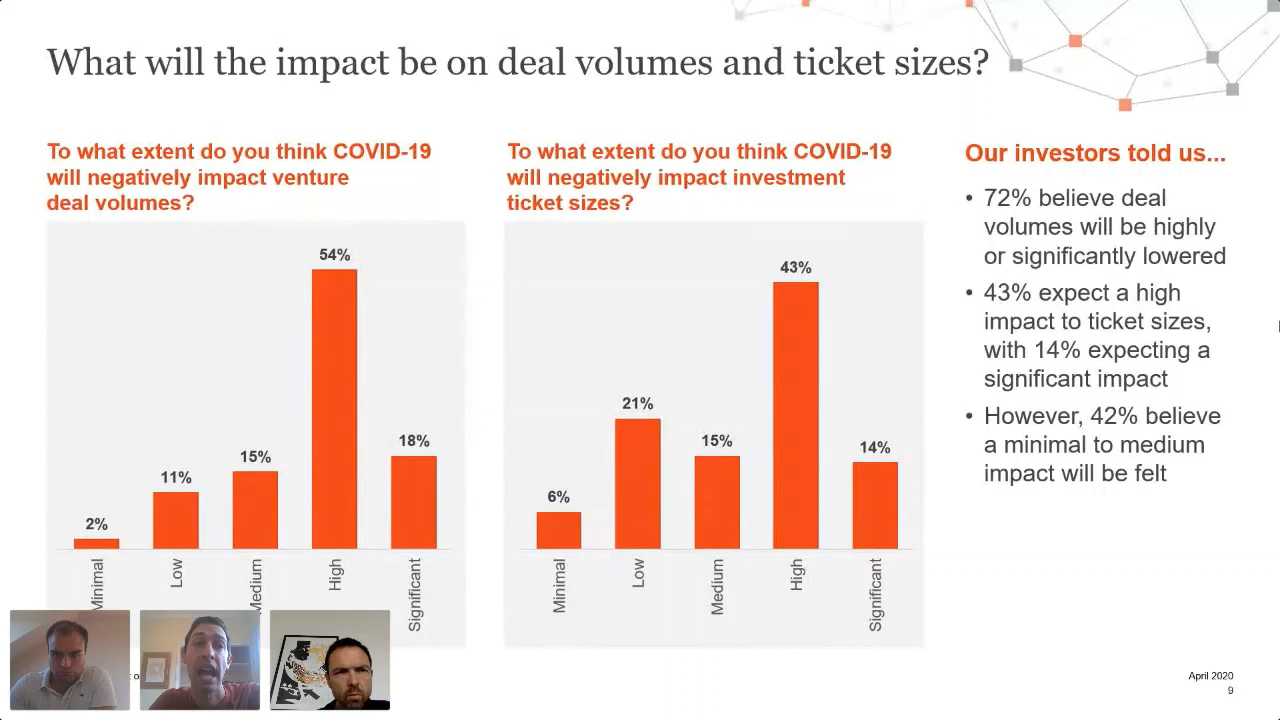 What will the impact be on deal volumes and ticket sizes?
To what extent do you think COVID-19
will negatively impact venture
deal volumes?
54%
18%
15%
11%
2%
Minimal
Low
Medium
High
Significant
To what extent do you think COVID-19
will negatively impact investment
ticket sizes?
43%
21%
15%
14%
6%
Minimal
Low
Medium
High
Significant
Our investors told us...
• 72% believe deal
volumes will be highly
or significantly lowered
• 43% expect a high
impact to ticket sizes,
with 14% expecting a
significant impact
• However, 42% believe
a minimal to medium
impact will be felt
April 2020
9